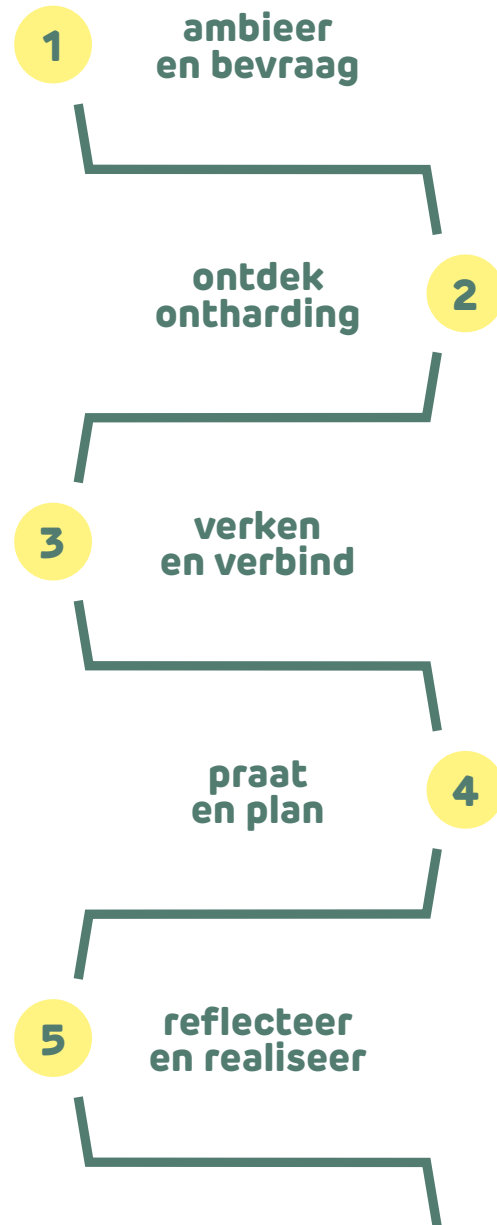 1
ambieer
en bevraag
ontdek
ontharding
2
3
verken
en verbind
praat
en plan
4
5
reflecteer
en realiseer